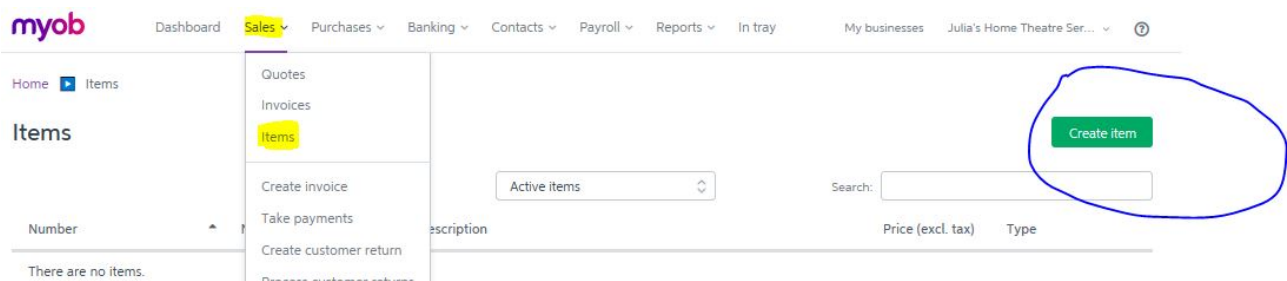 myob Dashboard Sales Purchases Banking Contacts Payroll Reports In tray My businesses Julia's Home Theatre Ser...
Home Items
Quotes
Invoices
Items
Items
Create item
Create invoice
Active items
Search:
Take payments
Number
Price (excl. tax) Type
Create customer return
There are no items.